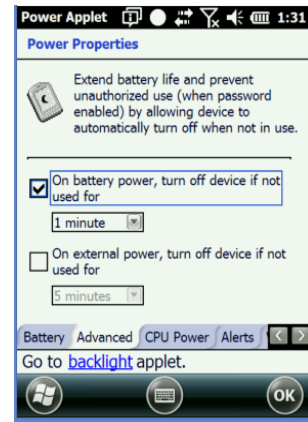 Power Applet 1:31
Power Properties
Extend battery life and prevent
unauthorized use (when password
enabled) by allowing device to
automatically turn off when not in use.
On battery power, turn off device if not
used for
1 minute
On external power, turn off device if not
used for
5 minutes
Battery Advanced CPU Power Alerts
Go to backlight applet.
OK